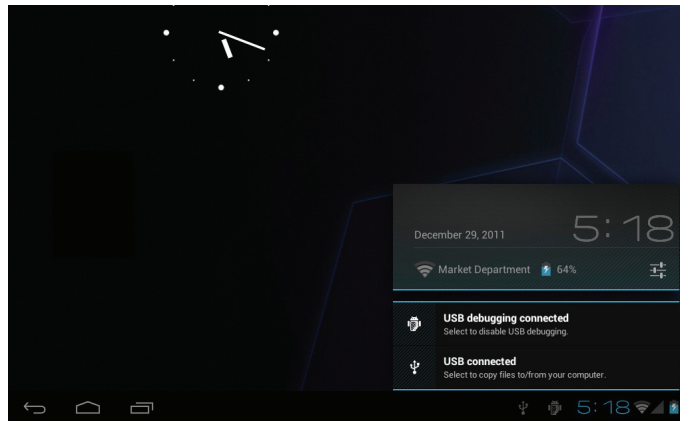 5:18
December 29, 2011
Market Department 64%
USB debugging connected
Select to disable USB debugging.
USB connected
Select to copy files to/from your computer.
5:18